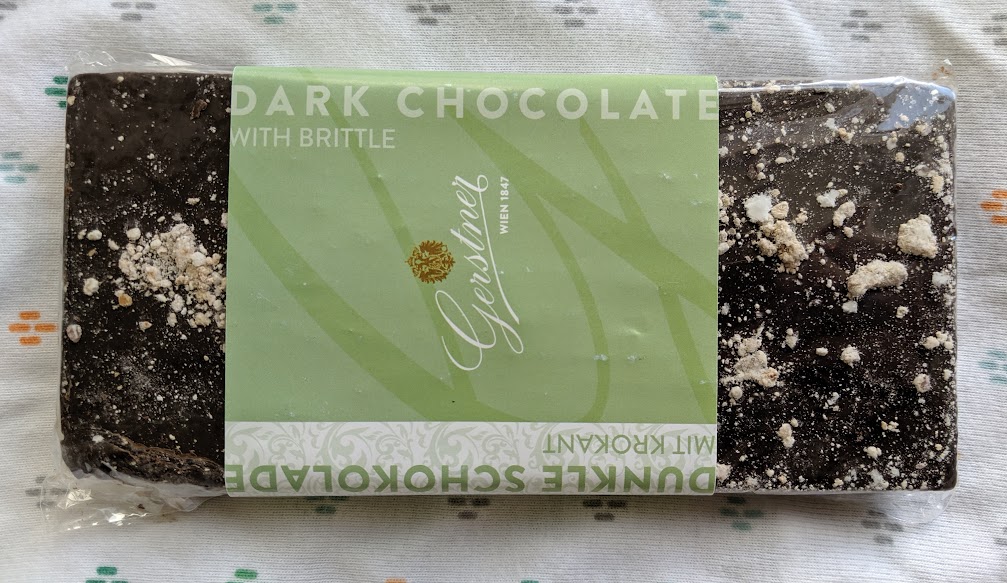 DARK CHOCOLATE
WITH BRITTLE
Gerstner
WIEN 1847
DUNKLE SCHOKOLADE
MIT KROKANT